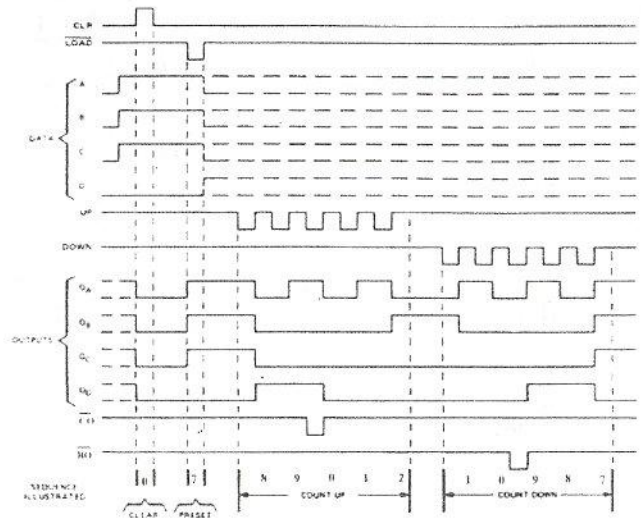 CLR
LOAD
A
B
DATA
C
D
UP
DOWN
QA
QB
OUTPUTS
QC
QD
CO
BO
0 7 8 9 0 1 2 1 0 9 8 7
SEQUENCE
ILLUSTRATED
COUNT UP
COUNT DOWN
CLEAR PRESET